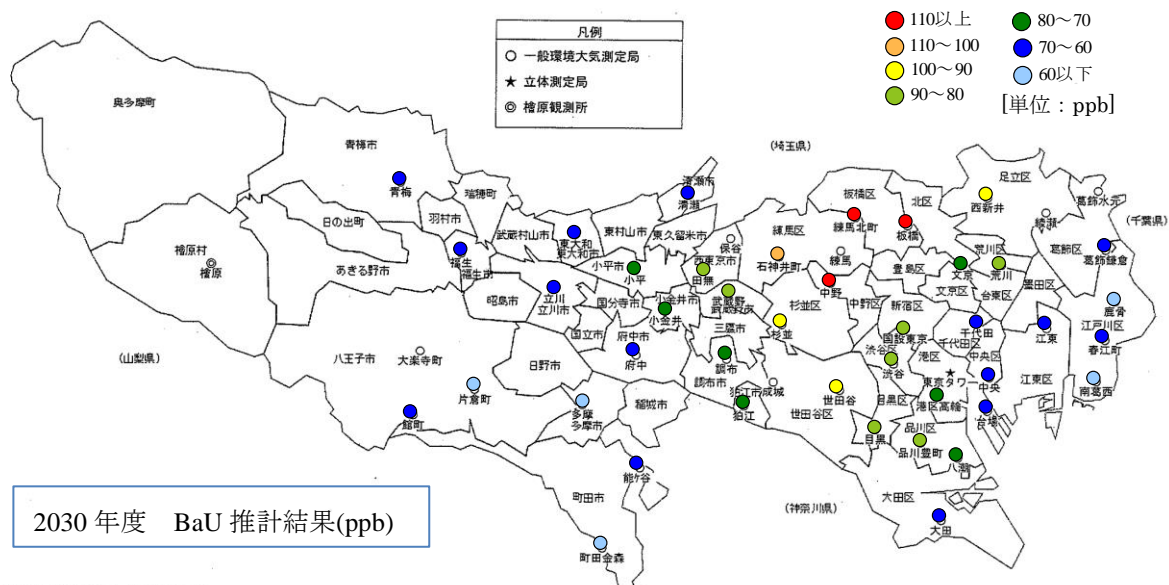 110以上
110～100
100～90
90～80
80～70
70～60
60以下
[単位：ppb]
凡例
一般環境大気測定局
立体測定局
檜原観測所
奥多摩町
青梅市
青梅
瑞穂町
羽村市
日の出町
檜原村
檜原
あきる野市
福生
福生市
武蔵村山市
東大和
東大和市
東村山市
清瀬市
清瀬
東久留米市
昭島市
立川
立川市
小平市
小平
国分寺市
小金井市
小金井
国立市
府中市
府中
日野市
八王子市
大楽寺町
片倉町
館町
多摩
多摩市
稲城市
町田市
能ケ谷
町田金森
(山梨県)
(埼玉県)
(千葉県)
(神奈川県)
保谷
西東京市
田無
武蔵野
武蔵野市
三鷹市
調布
調布市
狛江市
狛江
成城
練馬区
石神井町
練馬
練馬北町
板橋区
板橋
北区
足立区
西新井
綾瀬
葛飾水元
葛飾区
葛飾鎌倉
荒川区
荒川
文京
文京区
豊島区
台東区
墨田区
中野
中野区
杉並区
杉並
新宿区
国設東京
渋谷区
渋谷
千代田
千代田区
港区
中央区
中央
東京タワー
港区高輪
台場
江東
江東区
鹿骨
江戸川区
春江町
南葛西
世田谷
世田谷区
目黒区
目黒
品川区
品川豊町
八潮
大田区
大田
2030 年度　BaU 推計結果(ppb)